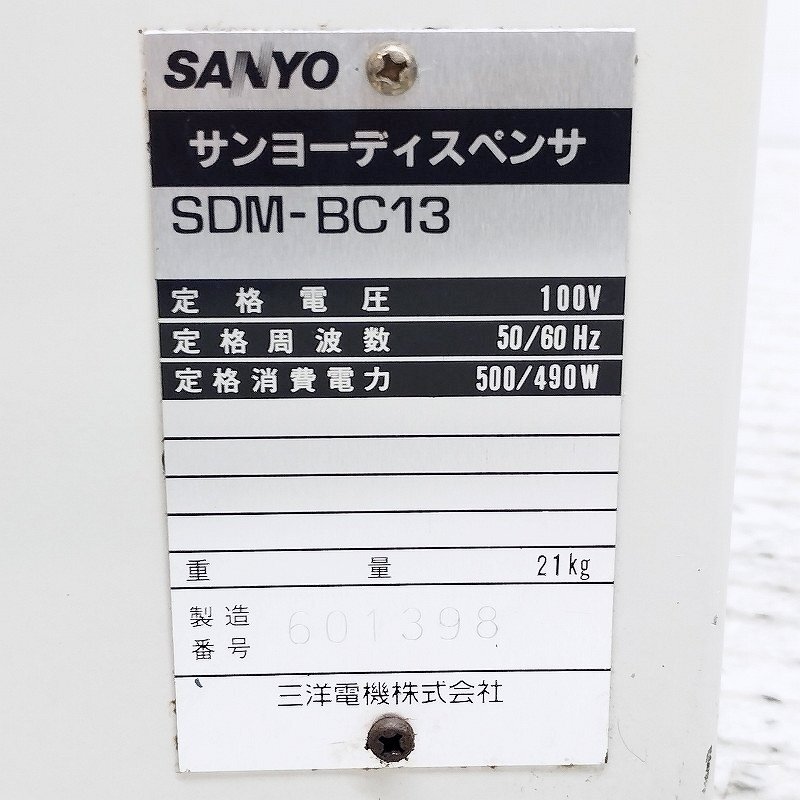 SANYO
サンヨーディスペンサ
SDM-BC13
定格電圧 100V
定格周波数 50/60Hz
定格消費電力 500/490W
重量 21kg
製造番号 601398
三洋電機株式会社